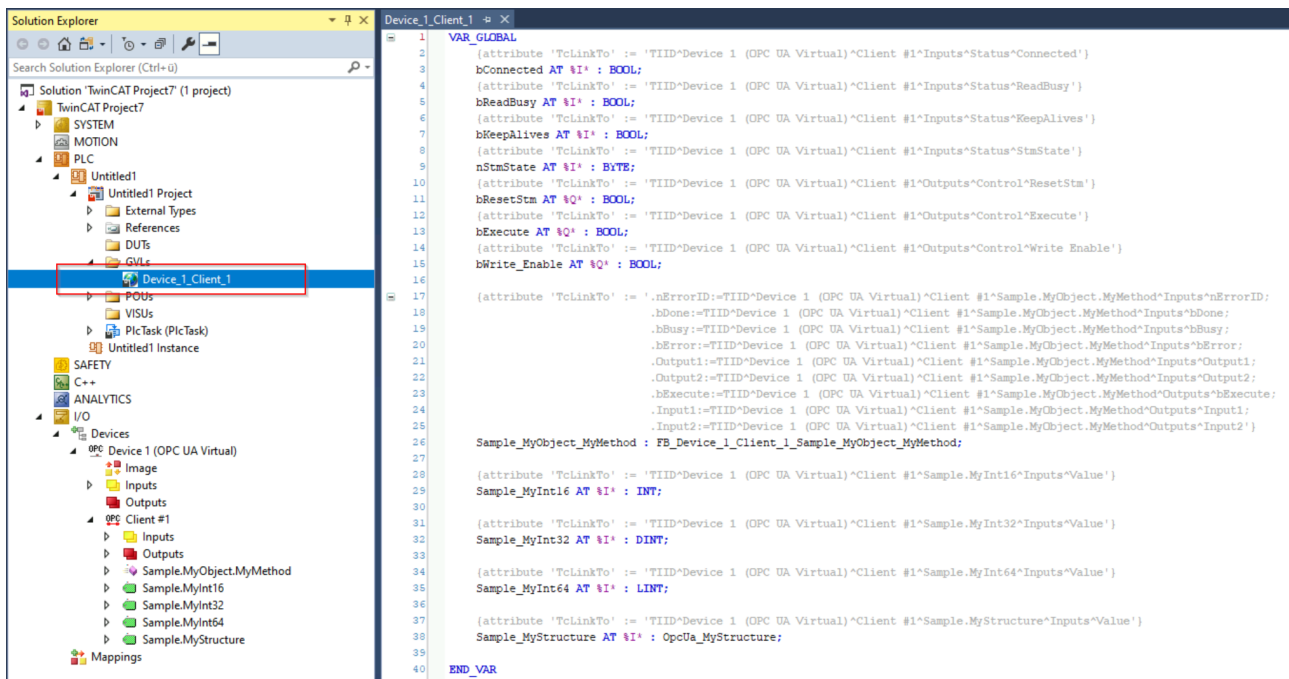 Solution Explorer
Search Solution Explorer (Ctrl+ü)
Solution 'TwinCAT Project7' (1 project)
TwinCAT Project7
SYSTEM
MOTION
PLC
Untitled1
Untitled1 Project
External Types
References
DUTs
GVLs
Device_1_Client_1
POUs
VISUs
PlcTask (PlcTask)
Untitled1 Instance
SAFETY
C++
ANALYTICS
I/O
Devices
OPC Device 1 (OPC UA Virtual)
Image
Inputs
Outputs
OPC Client #1
Inputs
Outputs
Sample.MyObject.MyMethod
Sample.MyInt16
Sample.MyInt32
Sample.MyInt64
Sample.MyStructure
Mappings
Device_1_Client_1
1 VAR_GLOBAL
2 {attribute 'TcLinkTo' := 'TIID^Device 1 (OPC UA Virtual)^Client #1^Inputs^Status^Connected'}
3 bConnected AT %I* : BOOL;
4 {attribute 'TcLinkTo' := 'TIID^Device 1 (OPC UA Virtual)^Client #1^Inputs^Status^ReadBusy'}
5 bReadBusy AT %I* : BOOL;
6 {attribute 'TcLinkTo' := 'TIID^Device 1 (OPC UA Virtual)^Client #1^Inputs^Status^KeepAlives'}
7 bKeepAlives AT %I* : BOOL;
8 {attribute 'TcLinkTo' := 'TIID^Device 1 (OPC UA Virtual)^Client #1^Inputs^Status^StmState'}
9 nStmState AT %I* : BYTE;
10 {attribute 'TcLinkTo' := 'TIID^Device 1 (OPC UA Virtual)^Client #1^Outputs^Control^ResetStm'}
11 bResetStm AT %Q* : BOOL;
12 {attribute 'TcLinkTo' := 'TIID^Device 1 (OPC UA Virtual)^Client #1^Outputs^Control^Execute'}
13 bExecute AT %Q* : BOOL;
14 {attribute 'TcLinkTo' := 'TIID^Device 1 (OPC UA Virtual)^Client #1^Outputs^Control^Write Enable'}
15 bWrite_Enable AT %Q* : BOOL;
16
17 {attribute 'TcLinkTo' := '.nErrorID:=TIID^Device 1 (OPC UA Virtual)^Client #1^Sample.MyObject.MyMethod^Inputs^nErrorID;
18 .bDone:=TIID^Device 1 (OPC UA Virtual)^Client #1^Sample.MyObject.MyMethod^Inputs^bDone;
19 .bBusy:=TIID^Device 1 (OPC UA Virtual)^Client #1^Sample.MyObject.MyMethod^Inputs^bBusy;
20 .bError:=TIID^Device 1 (OPC UA Virtual)^Client #1^Sample.MyObject.MyMethod^Inputs^bError;
21 .Output1:=TIID^Device 1 (OPC UA Virtual)^Client #1^Sample.MyObject.MyMethod^Inputs^Output1;
22 .Output2:=TIID^Device 1 (OPC UA Virtual)^Client #1^Sample.MyObject.MyMethod^Inputs^Output2;
23 .bExecute:=TIID^Device 1 (OPC UA Virtual)^Client #1^Sample.MyObject.MyMethod^Outputs^bExecute;
24 .Input1:=TIID^Device 1 (OPC UA Virtual)^Client #1^Sample.MyObject.MyMethod^Outputs^Input1;
25 .Input2:=TIID^Device 1 (OPC UA Virtual)^Client #1^Sample.MyObject.MyMethod^Outputs^Input2'}
26 Sample_MyObject_MyMethod : FB_Device_1_Client_1_Sample_MyObject_MyMethod;
27
28 {attribute 'TcLinkTo' := 'TIID^Device 1 (OPC UA Virtual)^Client #1^Sample.MyInt16^Inputs^Value'}
29 Sample_MyInt16 AT %I* : INT;
30
31 {attribute 'TcLinkTo' := 'TIID^Device 1 (OPC UA Virtual)^Client #1^Sample.MyInt32^Inputs^Value'}
32 Sample_MyInt32 AT %I* : DINT;
33
34 {attribute 'TcLinkTo' := 'TIID^Device 1 (OPC UA Virtual)^Client #1^Sample.MyInt64^Inputs^Value'}
35 Sample_MyInt64 AT %I* : LINT;
36
37 {attribute 'TcLinkTo' := 'TIID^Device 1 (OPC UA Virtual)^Client #1^Sample.MyStructure^Inputs^Value'}
38 Sample_MyStructure AT %I* : OpcUa_MyStructure;
39
40 END_VAR